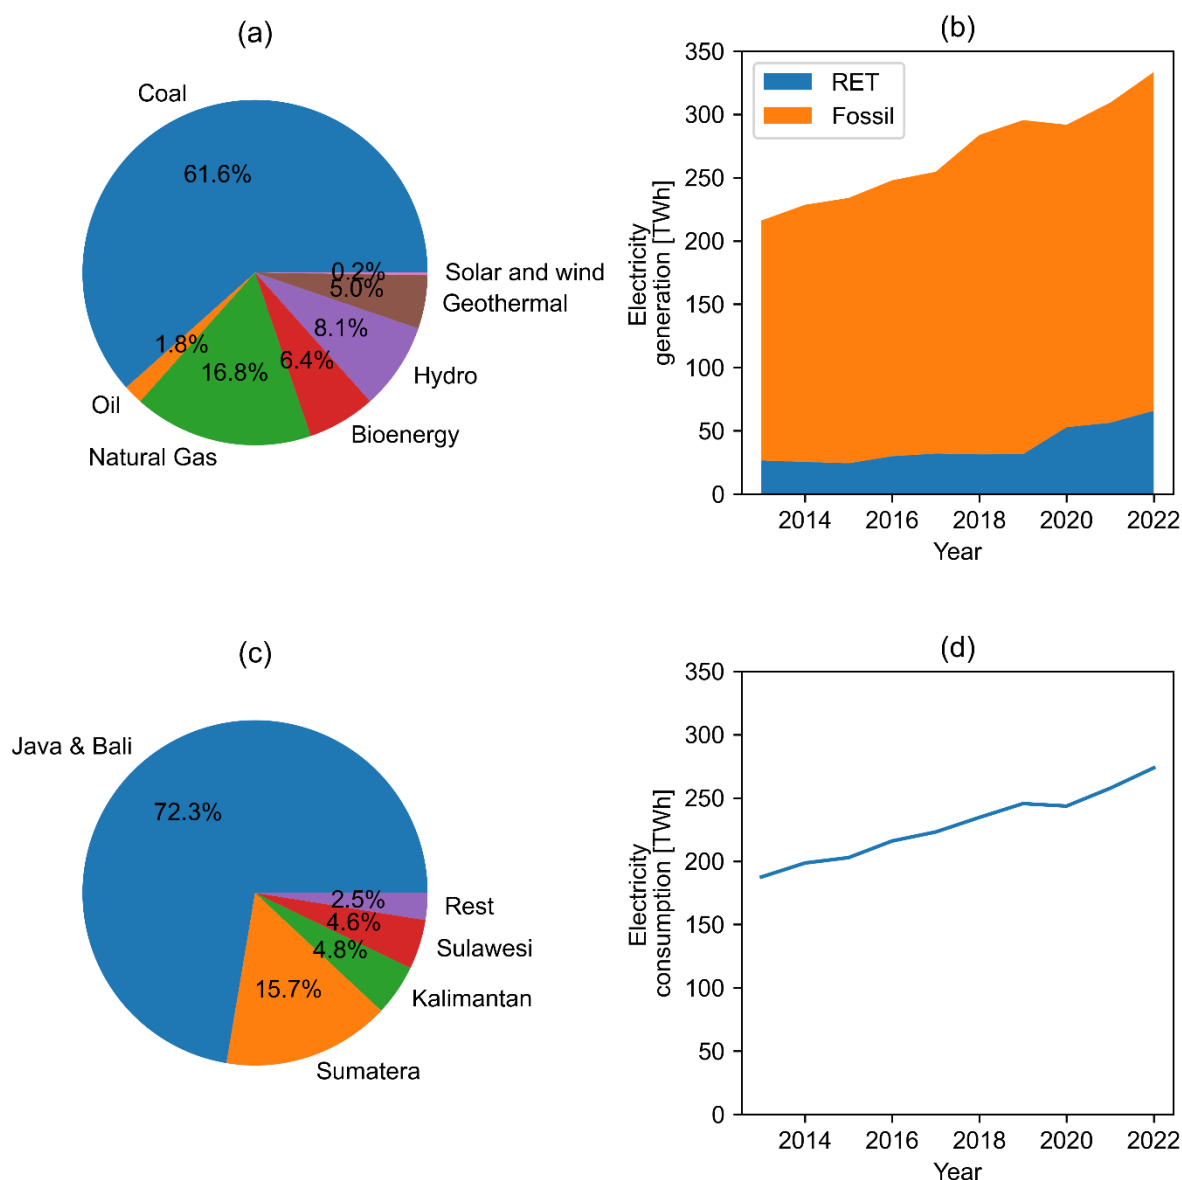 (a)
Coal
61.6%
0.2%
Solar and wind
5.0%
Geothermal
8.1%
Hydro
6.4%
Bioenergy
16.8%
Natural Gas
1.8%
Oil
(b)
RET
Fossil
350
300
250
200
150
100
50
0
Electricity
generation [TWh]
2014 2016 2018 2020 2022
Year
(c)
Java & Bali
72.3%
2.5%
Rest
4.6%
Sulawesi
4.8%
Kalimantan
15.7%
Sumatera
(d)
350
300
250
200
150
100
50
0
Electricity
consumption [TWh]
2014 2016 2018 2020 2022
Year